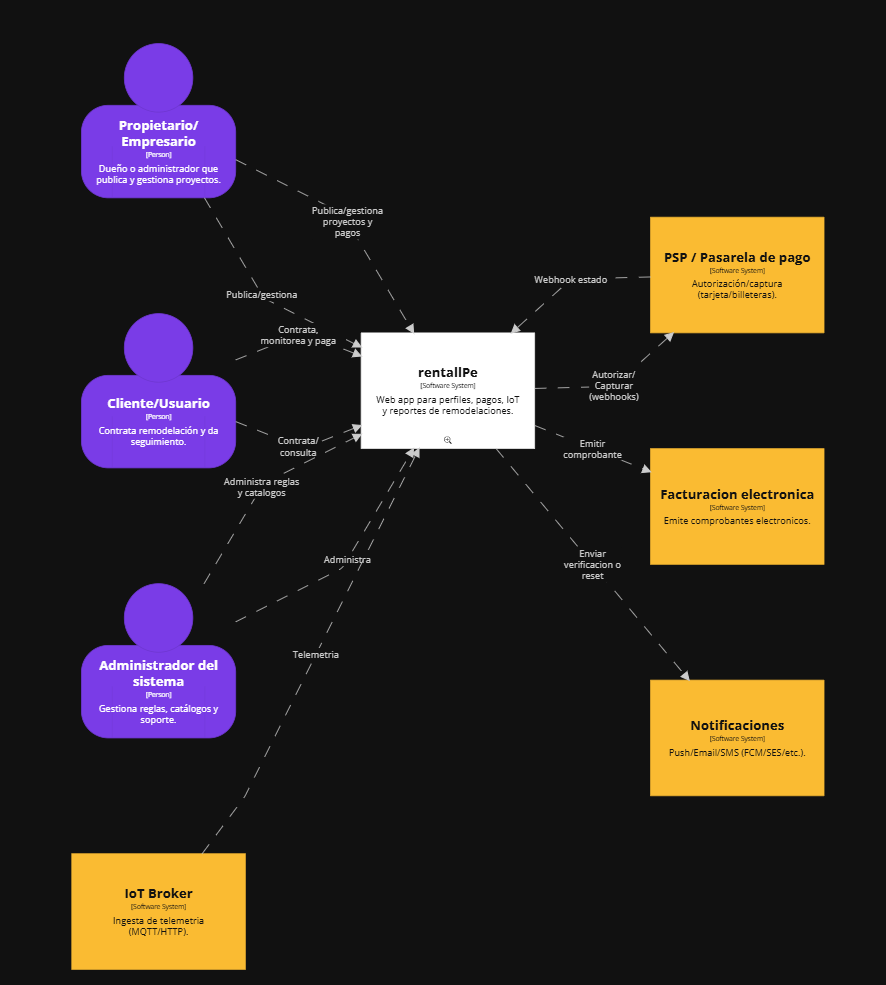 Propietario/
Empresario
[Person]
Dueño o administrador que
publica y gestiona proyectos.
Publica/gestiona
proyectos y
pagos
Publica/gestiona
Contrata,
monitorea y paga
Cliente/Usuario
[Person]
Contrata remodelación y da
seguimiento.
Contrata/
consulta
Administra reglas
y catalogos
rentallPe
[Software System]
Web app para perfiles, pagos, IoT
y reportes de remodelaciones.
Webhook estado
PSP / Pasarela de pago
[Software System]
Autorización/captura
(tarjeta/billeteras).
Autorizar/
Capturar
(webhooks)
Emitir
comprobante
Facturacion electronica
[Software System]
Emite comprobantes electronicos.
Enviar
verificacion o
reset
Administra
Telemetria
Administrador del
sistema
[Person]
Gestiona reglas, catálogos y
soporte.
Notificaciones
[Software System]
Push/Email/SMS (FCM/SES/etc.).
IoT Broker
[Software System]
Ingesta de telemetria
(MQTT/HTTP).